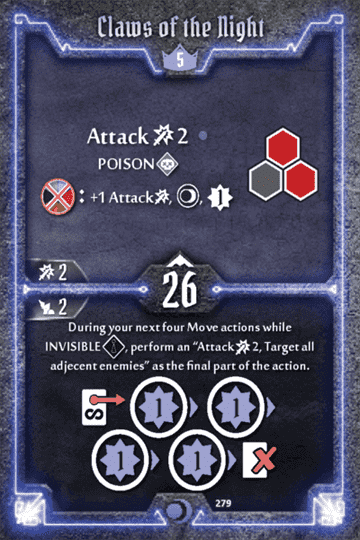 Claws of the Night
5
Attack 2
POISON
: +1 Attack, , 1
2
26
2
During your next four Move actions while
INVISIBLE, perform an “Attack 2, Target all
adjecent enemies” as the final part of the action.
S 1 1
1 1
279